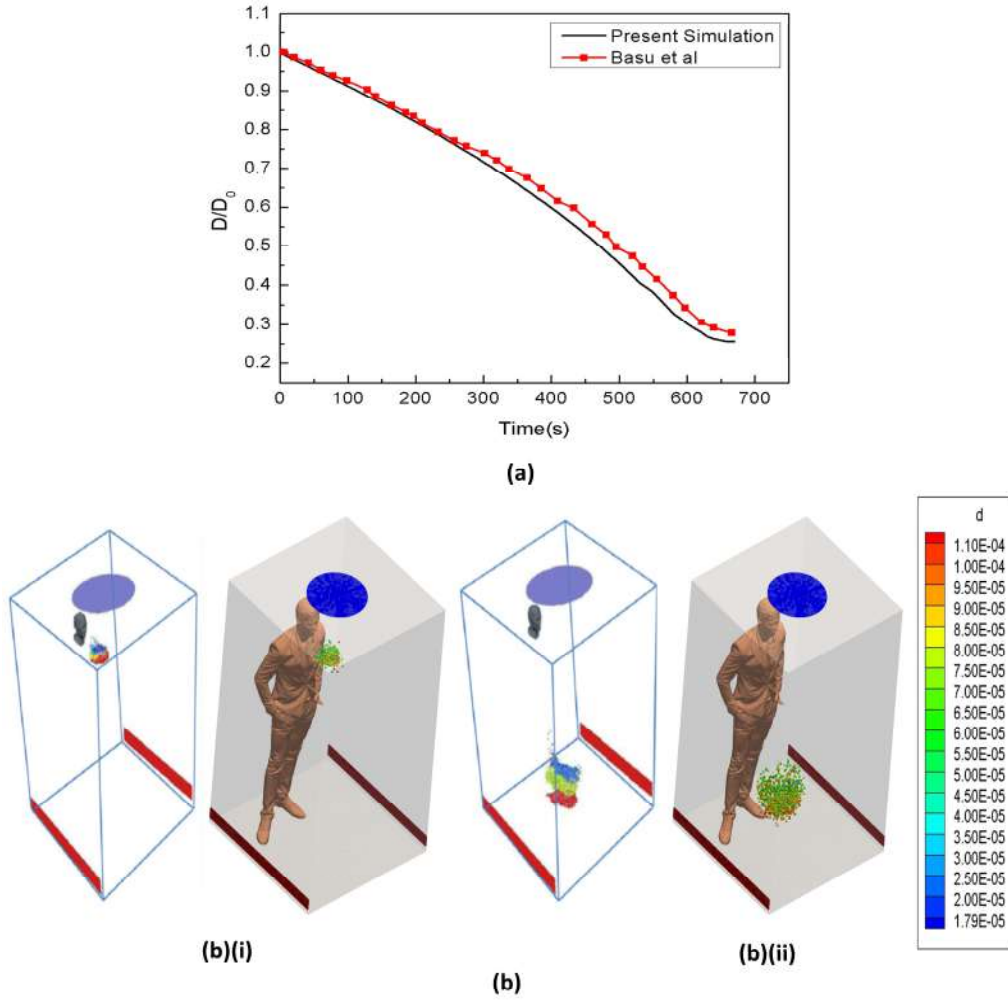 1.1
1.0
0.9
0.8
0.7
0.6
0.5
0.4
0.3
0.2
D/D0
Present Simulation
Basu et al
0 100 200 300 400 500 600 700
Time(s)
(a)
d
1.10E-04
1.00E-04
9.50E-05
9.00E-05
8.50E-05
8.00E-05
7.50E-05
7.00E-05
6.50E-05
5.50E-05
5.00E-05
4.50E-05
4.00E-05
3.50E-05
3.00E-05
2.50E-05
2.00E-05
1.79E-05
(b)(i) (b)(ii)
(b)